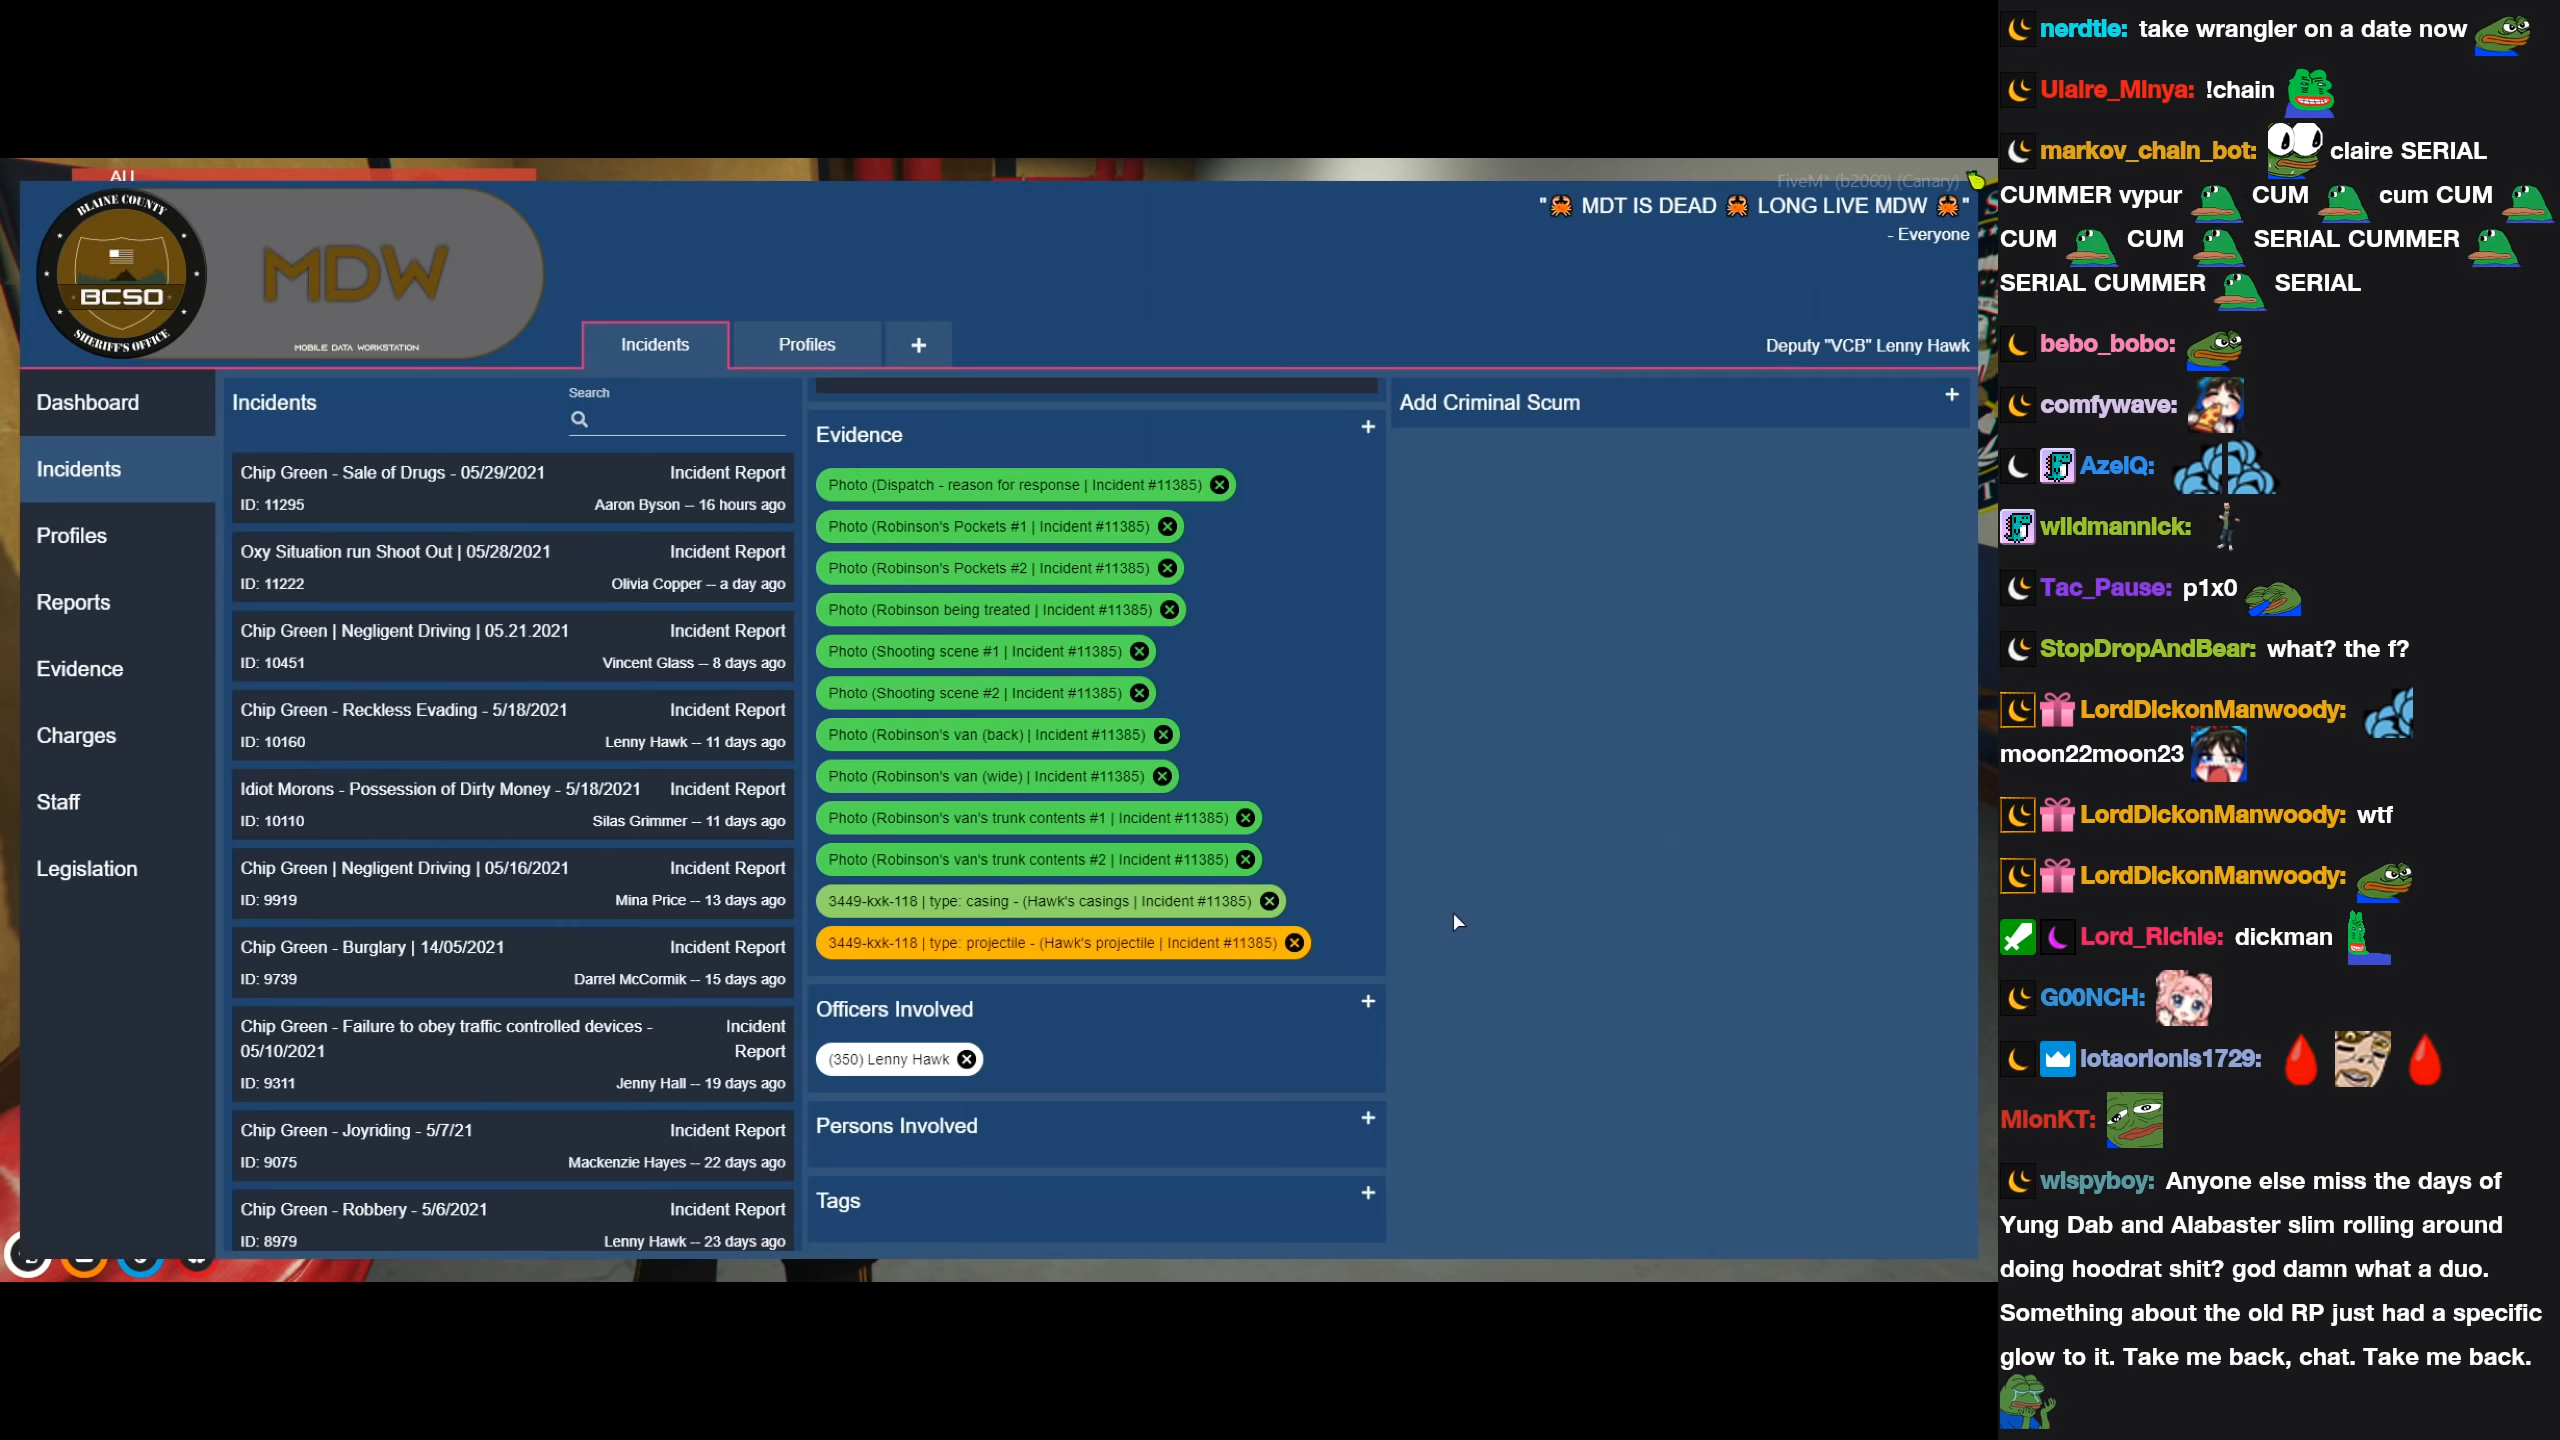 ALL
FiveM* (b2060) (Canary)
BLAINE COUNTY
BCSO
SHERIFF'S OFFICE
MDW
MOBILE DATA WORKSTATION
" 🦀 MDT IS DEAD 🦀 LONG LIVE MDW 🦀 "
- Everyone
Incidents
Profiles
+
Deputy "VCB" Lenny Hawk
Dashboard
Incidents
Profiles
Reports
Evidence
Charges
Staff
Legislation
Incidents
Search
Chip Green - Sale of Drugs - 05/29/2021 Incident Report
ID: 11295 Aaron Byson -- 16 hours ago
Oxy Situation run Shoot Out | 05/28/2021 Incident Report
ID: 11222 Olivia Copper -- a day ago
Chip Green | Negligent Driving | 05.21.2021 Incident Report
ID: 10451 Vincent Glass -- 8 days ago
Chip Green - Reckless Evading - 5/18/2021 Incident Report
ID: 10160 Lenny Hawk -- 11 days ago
Idiot Morons - Possession of Dirty Money - 5/18/2021 Incident Report
ID: 10110 Silas Grimmer -- 11 days ago
Chip Green | Negligent Driving | 05/16/2021 Incident Report
ID: 9919 Mina Price -- 13 days ago
Chip Green - Burglary | 14/05/2021 Incident Report
ID: 9739 Darrel McCormik -- 15 days ago
Chip Green - Failure to obey traffic controlled devices - Incident
05/10/2021 Report
ID: 9311 Jenny Hall -- 19 days ago
Chip Green - Joyriding - 5/7/21 Incident Report
ID: 9075 Mackenzie Hayes -- 22 days ago
Chip Green - Robbery - 5/6/2021 Incident Report
ID: 8979 Lenny Hawk -- 23 days ago
Evidence +
Photo (Dispatch - reason for response | Incident #11385)
Photo (Robinson's Pockets #1 | Incident #11385)
Photo (Robinson's Pockets #2 | Incident #11385)
Photo (Robinson being treated | Incident #11385)
Photo (Shooting scene #1 | Incident #11385)
Photo (Shooting scene #2 | Incident #11385)
Photo (Robinson's van (back) | Incident #11385)
Photo (Robinson's van (wide) | Incident #11385)
Photo (Robinson's van's trunk contents #1 | Incident #11385)
Photo (Robinson's van's trunk contents #2 | Incident #11385)
3449-kxk-118 | type: casing - (Hawk's casings | Incident #11385)
3449-kxk-118 | type: projectile - (Hawk's projectile | Incident #11385)
Officers Involved +
(350) Lenny Hawk
Persons Involved +
Tags +
Add Criminal Scum +
nerdtle: take wrangler on a date now
Ulaire_Minya: !chain
markov_chain_bot: claire SERIAL
CUMMER vypur CUM cum CUM
CUM CUM SERIAL CUMMER
SERIAL CUMMER SERIAL
bebo_bobo:
comfywave:
AzelQ:
wildmannick:
Tac_Pause: p1x0
StopDropAndBear: what? the f?
LordDickonManwoody:
moon22moon23
LordDickonManwoody: wtf
LordDickonManwoody:
Lord_Richie: dickman
G00NCH:
iotaorionis1729:
MionKT:
wispyboy: Anyone else miss the days of
Yung Dab and Alabaster slim rolling around
doing hoodrat shit? god damn what a duo.
Something about the old RP just had a specific
glow to it. Take me back, chat. Take me back.